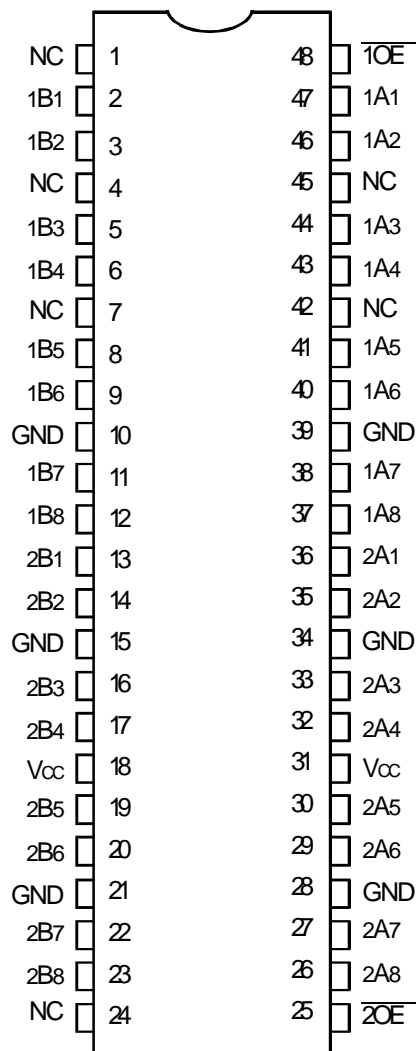 NC 1 48 1OE
1B1 2 47 1A1
1B2 3 46 1A2
NC 4 45 NC
1B3 5 44 1A3
1B4 6 43 1A4
NC 7 42 NC
1B5 8 41 1A5
1B6 9 40 1A6
GND 10 39 GND
1B7 11 38 1A7
1B8 12 37 1A8
2B1 13 36 2A1
2B2 14 35 2A2
GND 15 34 GND
2B3 16 33 2A3
2B4 17 32 2A4
Vcc 18 31 Vcc
2B5 19 30 2A5
2B6 20 29 2A6
GND 21 28 GND
2B7 22 27 2A7
2B8 23 26 2A8
NC 24 25 2OE